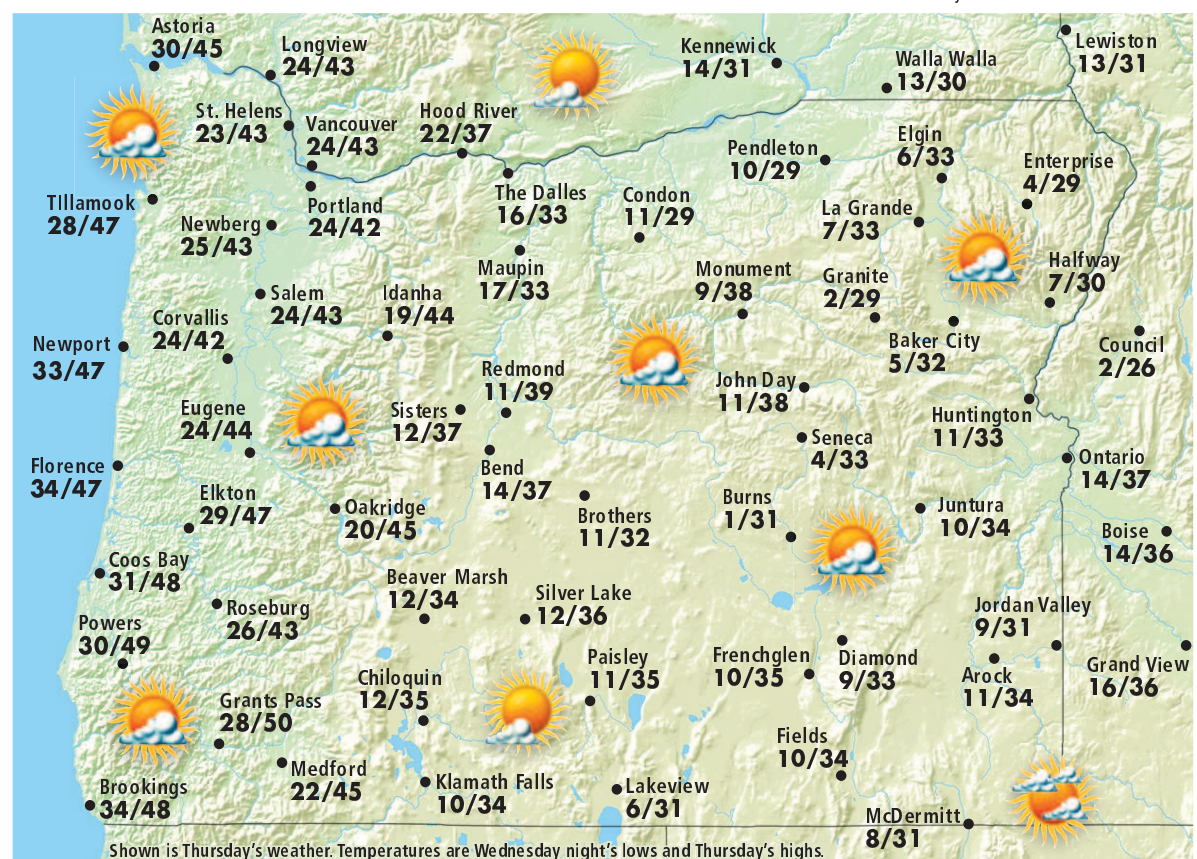 Astoria
30/45
Longview
24/43
Kennewick
14/31
Walla Walla
13/30
Lewiston
13/31
St. Helens
23/43
Vancouver
24/43
Hood River
22/37
Pendleton
10/29
Elgin
6/33
Enterprise
4/29
TIllamook
28/47
Newberg
25/43
Portland
24/42
The Dalles
16/33
Condon
11/29
La Grande
7/33
Maupin
17/33
Monument
9/38
Granite
2/29
Halfway
7/30
Salem
24/43
Idanha
19/44
Corvallis
24/42
Newport
33/47
Baker City
5/32
Council
2/26
Redmond
11/39
John Day
11/38
Eugene
24/44
Sisters
12/37
Huntington
11/33
Seneca
4/33
Florence
34/47
Bend
14/37
Ontario
14/37
Elkton
29/47
Oakridge
20/45
Brothers
11/32
Burns
1/31
Juntura
10/34
Boise
14/36
Coos Bay
31/48
Beaver Marsh
12/34
Silver Lake
12/36
Roseburg
26/43
Jordan Valley
9/31
Powers
30/49
Paisley
11/35
Frenchglen
10/35
Diamond
9/33
Arock
11/34
Grand View
16/36
Chiloquin
12/35
Grants Pass
28/50
Fields
10/34
Medford
22/45
Brookings
34/48
Klamath Falls
10/34
Lakeview
6/31
McDermitt
8/31
Shown is Thursday's weather. Temperatures are Wednesday night's lows and Thursday's highs.